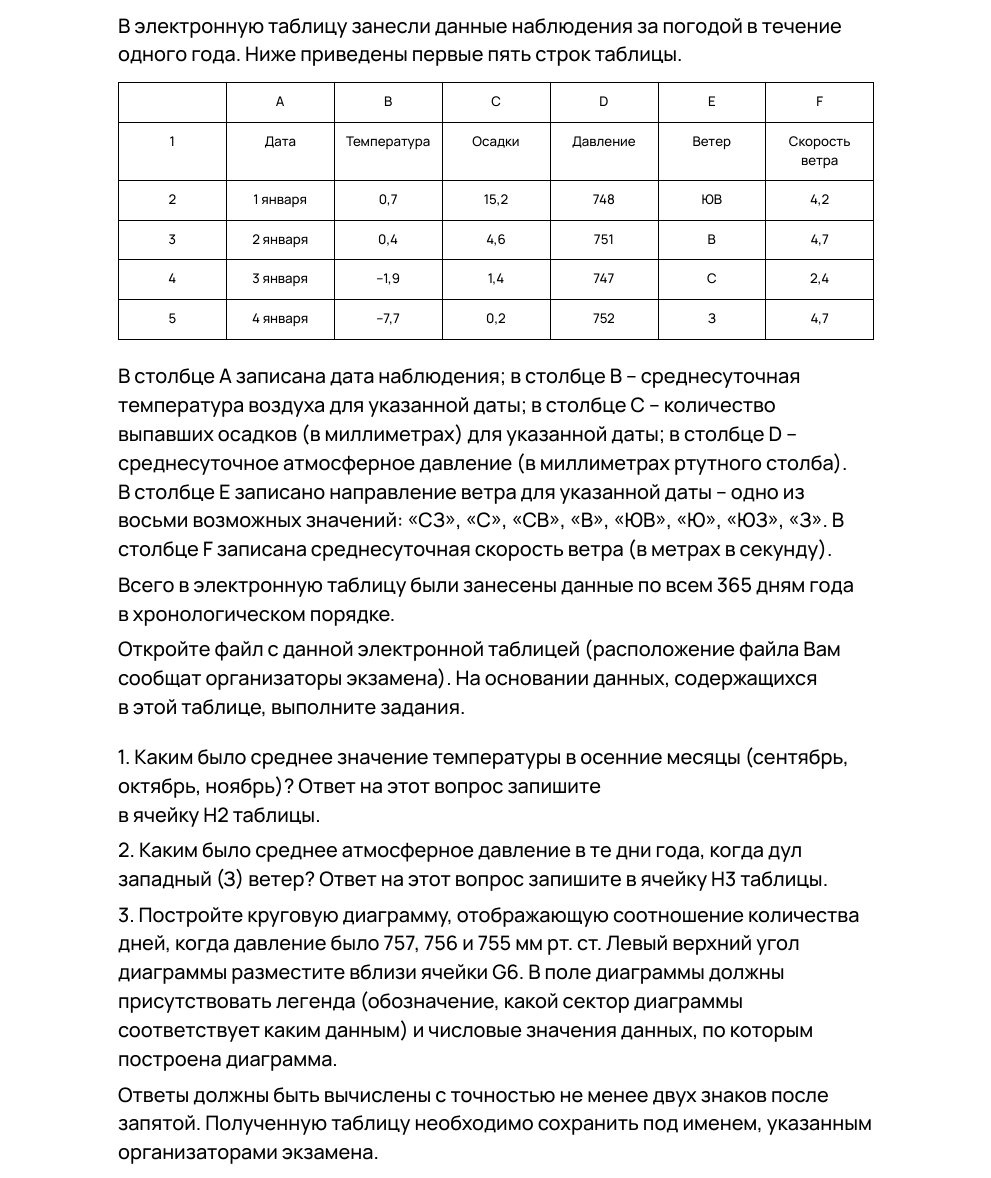 В электронную таблицу занесли данные наблюдения за погодой в течение
одного года. Ниже приведены первые пять строк таблицы.
A B C D E F
1 Дата Температура Осадки Давление Ветер Скорость
ветра
2 1 января 0,7 15,2 748 ЮВ 4,2
3 2 января 0,4 4,6 751 В 4,7
4 3 января −1,9 1,4 747 С 2,4
5 4 января −7,7 0,2 752 З 4,7
В столбце A записана дата наблюдения; в столбце B – среднесуточная
температура воздуха для указанной даты; в столбце C – количество
выпавших осадков (в миллиметрах) для указанной даты; в столбце D –
среднесуточное атмосферное давление (в миллиметрах ртутного столба).
В столбце E записано направление ветра для указанной даты – одно из
восьми возможных значений: «СЗ», «С», «СВ», «В», «ЮВ», «Ю», «ЮЗ», «З». В
столбце F записана среднесуточная скорость ветра (в метрах в секунду).
Всего в электронную таблицу были занесены данные по всем 365 дням года
в хронологическом порядке.
Откройте файл с данной электронной таблицей (расположение файла Вам
сообщат организаторы экзамена). На основании данных, содержащихся
в этой таблице, выполните задания.
1. Каким было среднее значение температуры в осенние месяцы (сентябрь,
октябрь, ноябрь)? Ответ на этот вопрос запишите
в ячейку H2 таблицы.
2. Каким было среднее атмосферное давление в те дни года, когда дул
западный (З) ветер? Ответ на этот вопрос запишите в ячейку H3 таблицы.
3. Постройте круговую диаграмму, отображающую соотношение количества
дней, когда давление было 757, 756 и 755 мм рт. ст. Левый верхний угол
диаграммы разместите вблизи ячейки G6. В поле диаграммы должны
присутствовать легенда (обозначение, какой сектор диаграммы
соответствует каким данным) и числовые значения данных, по которым
построена диаграмма.
Ответы должны быть вычислены с точностью не менее двух знаков после
запятой. Полученную таблицу необходимо сохранить под именем, указанным
организаторами экзамена.